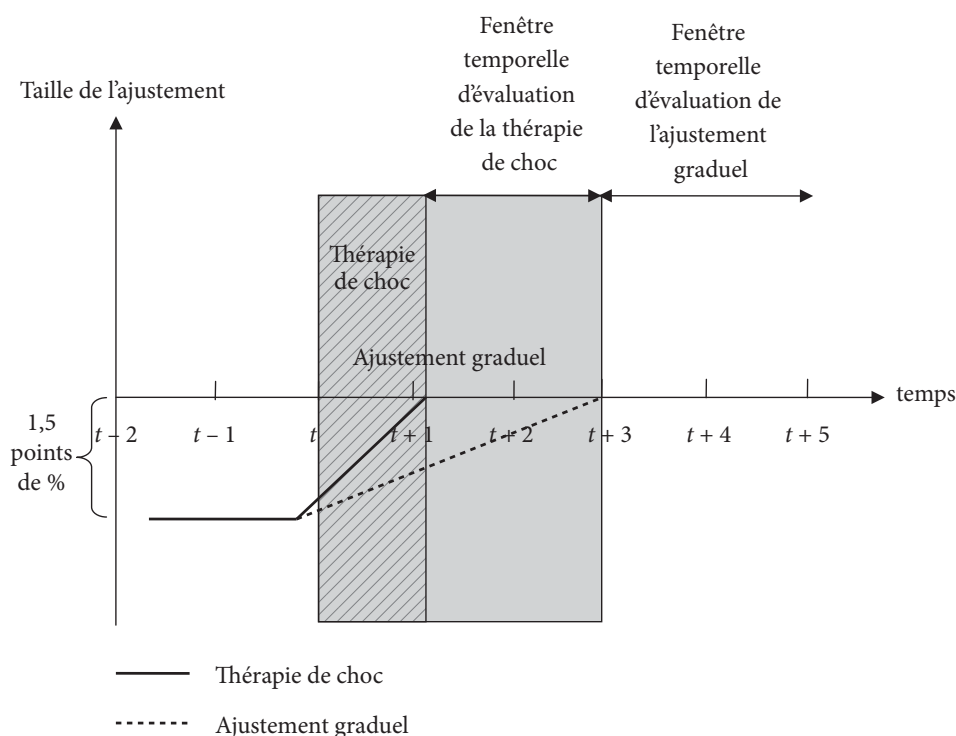 Fenêtre
temporelle
d'évaluation
de la thérapie
de choc
Fenêtre
temporelle
d'évaluation de
l'ajustement
graduel
Taille de l'ajustement
Thérapie
de choc
Ajustement graduel
temps
1,5
points
de %
t – 2
t – 1
t
t + 1
t + 2
t + 3
t + 4
t + 5
Thérapie de choc
Ajustement graduel